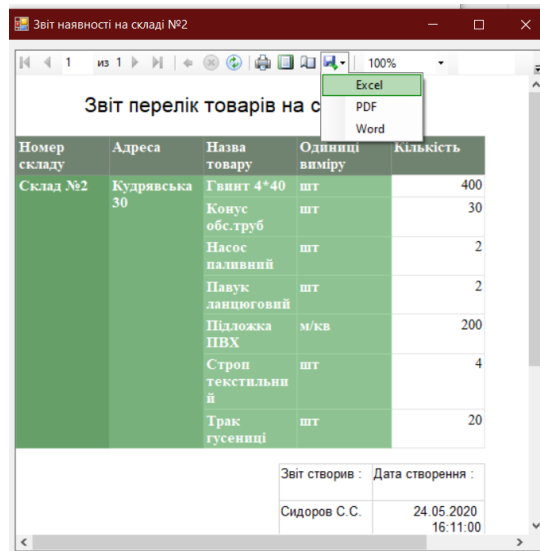 Звіт наявності на складі №2
1 из 1 100%
Excel
PDF
Word
Звіт перелік товарів на с
Номер складу Адреса Назва товару Одиниці виміру Кількість
Склад №2 Кудрявська 30 Гвинт 4*40 шт 400
Конус обс.труб шт 30
Насос паливний шт 2
Павук ланцюговий шт 2
Підложка ПВХ м/кв 200
Строп текстильний шт 4
Трак гусениці шт 20
Звіт створив : Дата створення :
Сидоров С.С. 24.05.2020 16:11:00